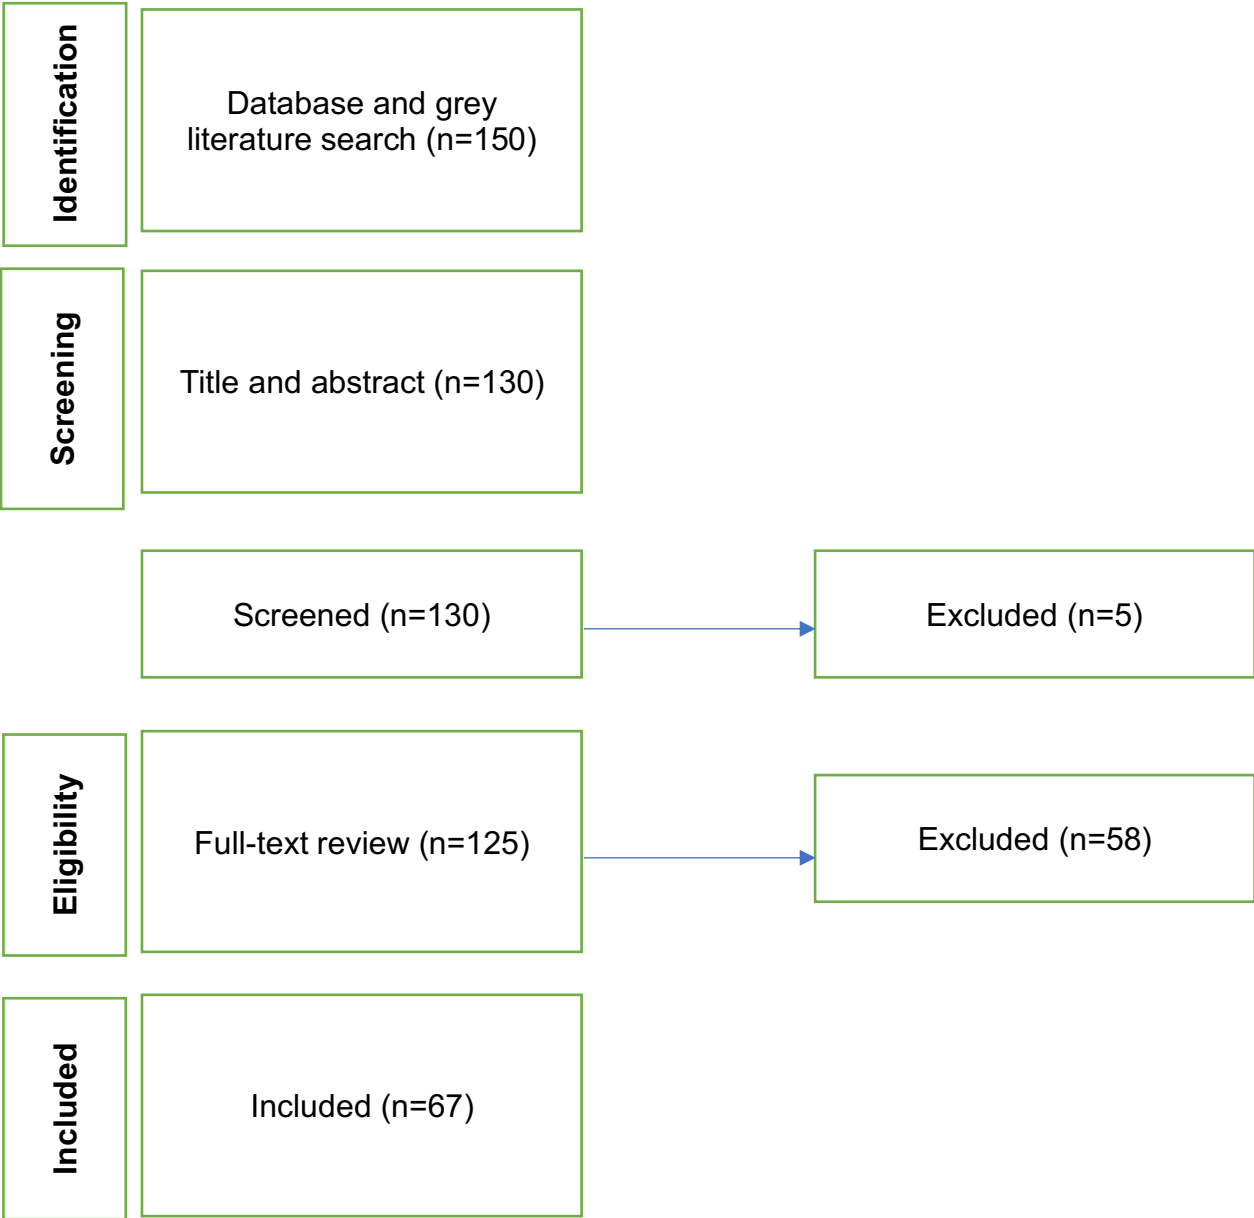 Identification
Database and grey
literature search (n=150)
Screening
Title and abstract (n=130)
Screened (n=130)
Excluded (n=5)
Eligibility
Full-text review (n=125)
Excluded (n=58)
Included
Included (n=67)